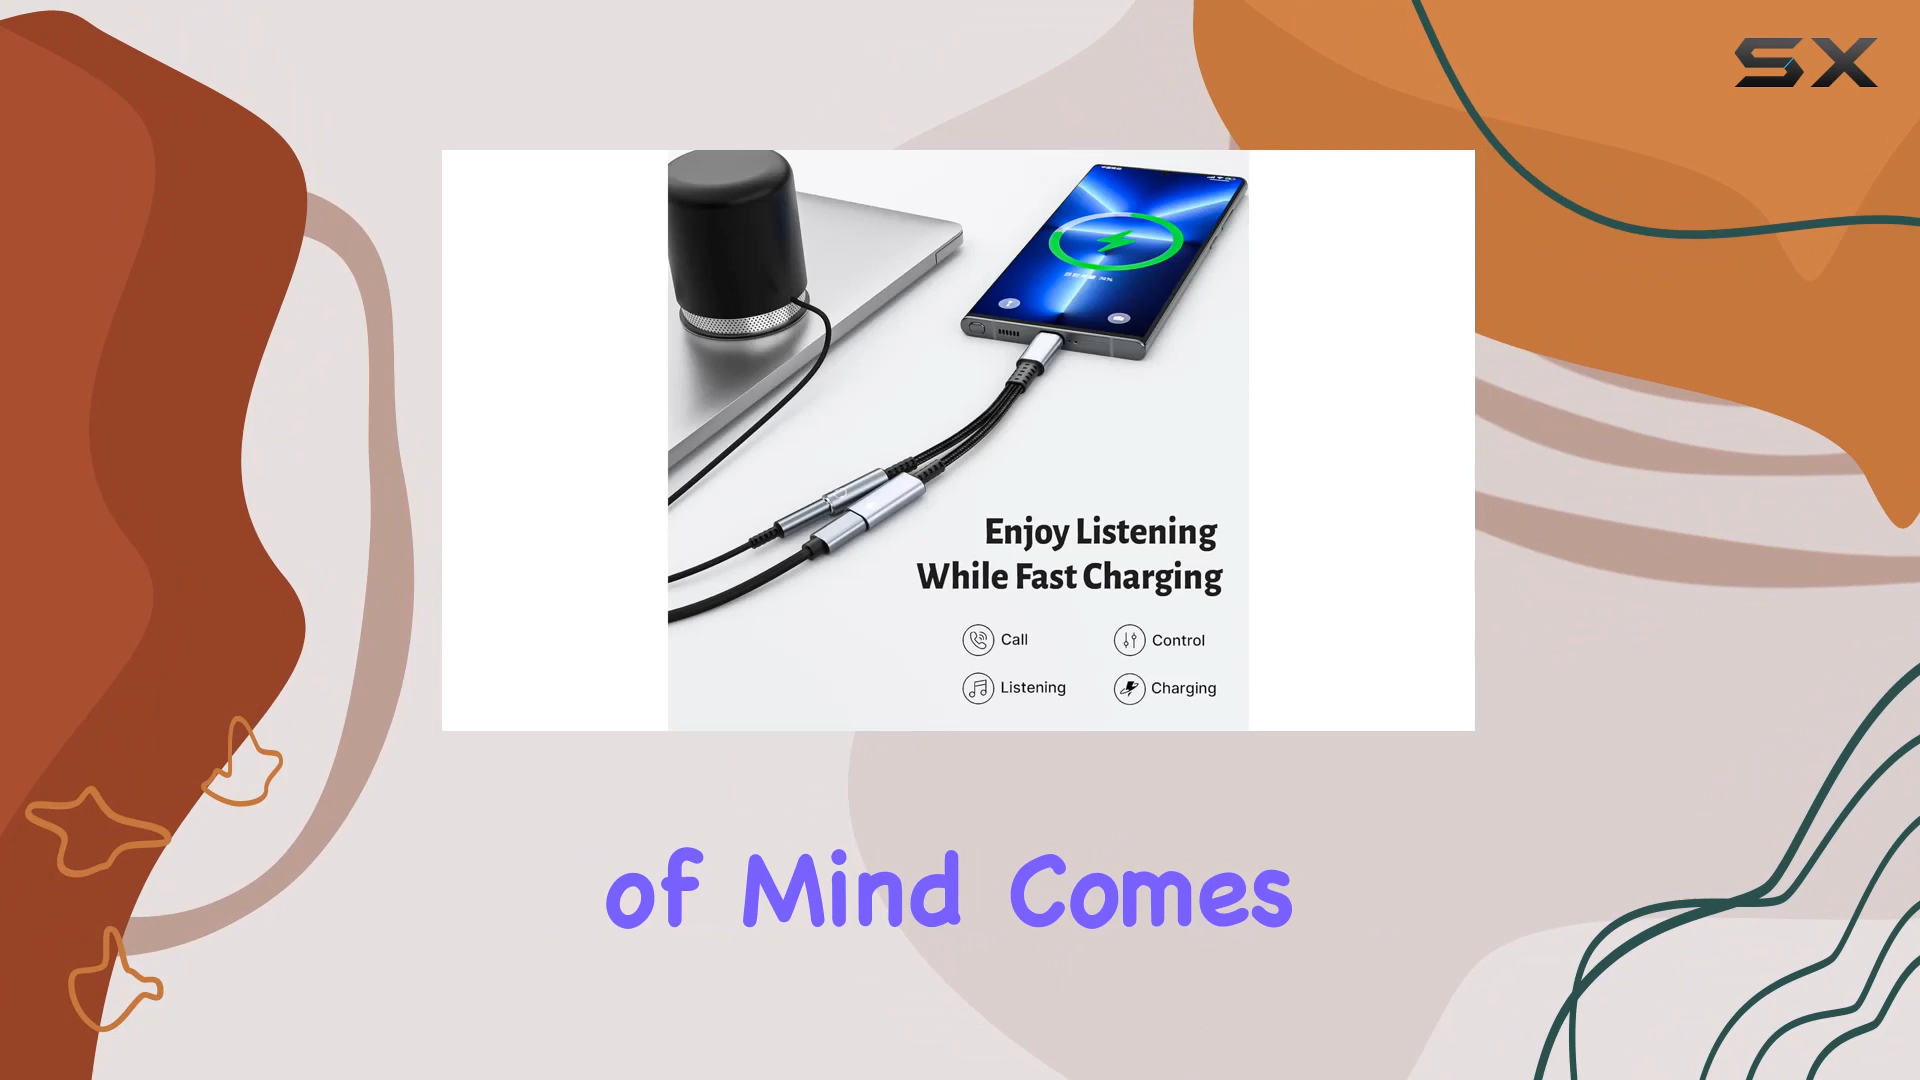 SX
Enjoy Listening
While Fast Charging
Call
Control
Listening
Charging
of Mind Comes